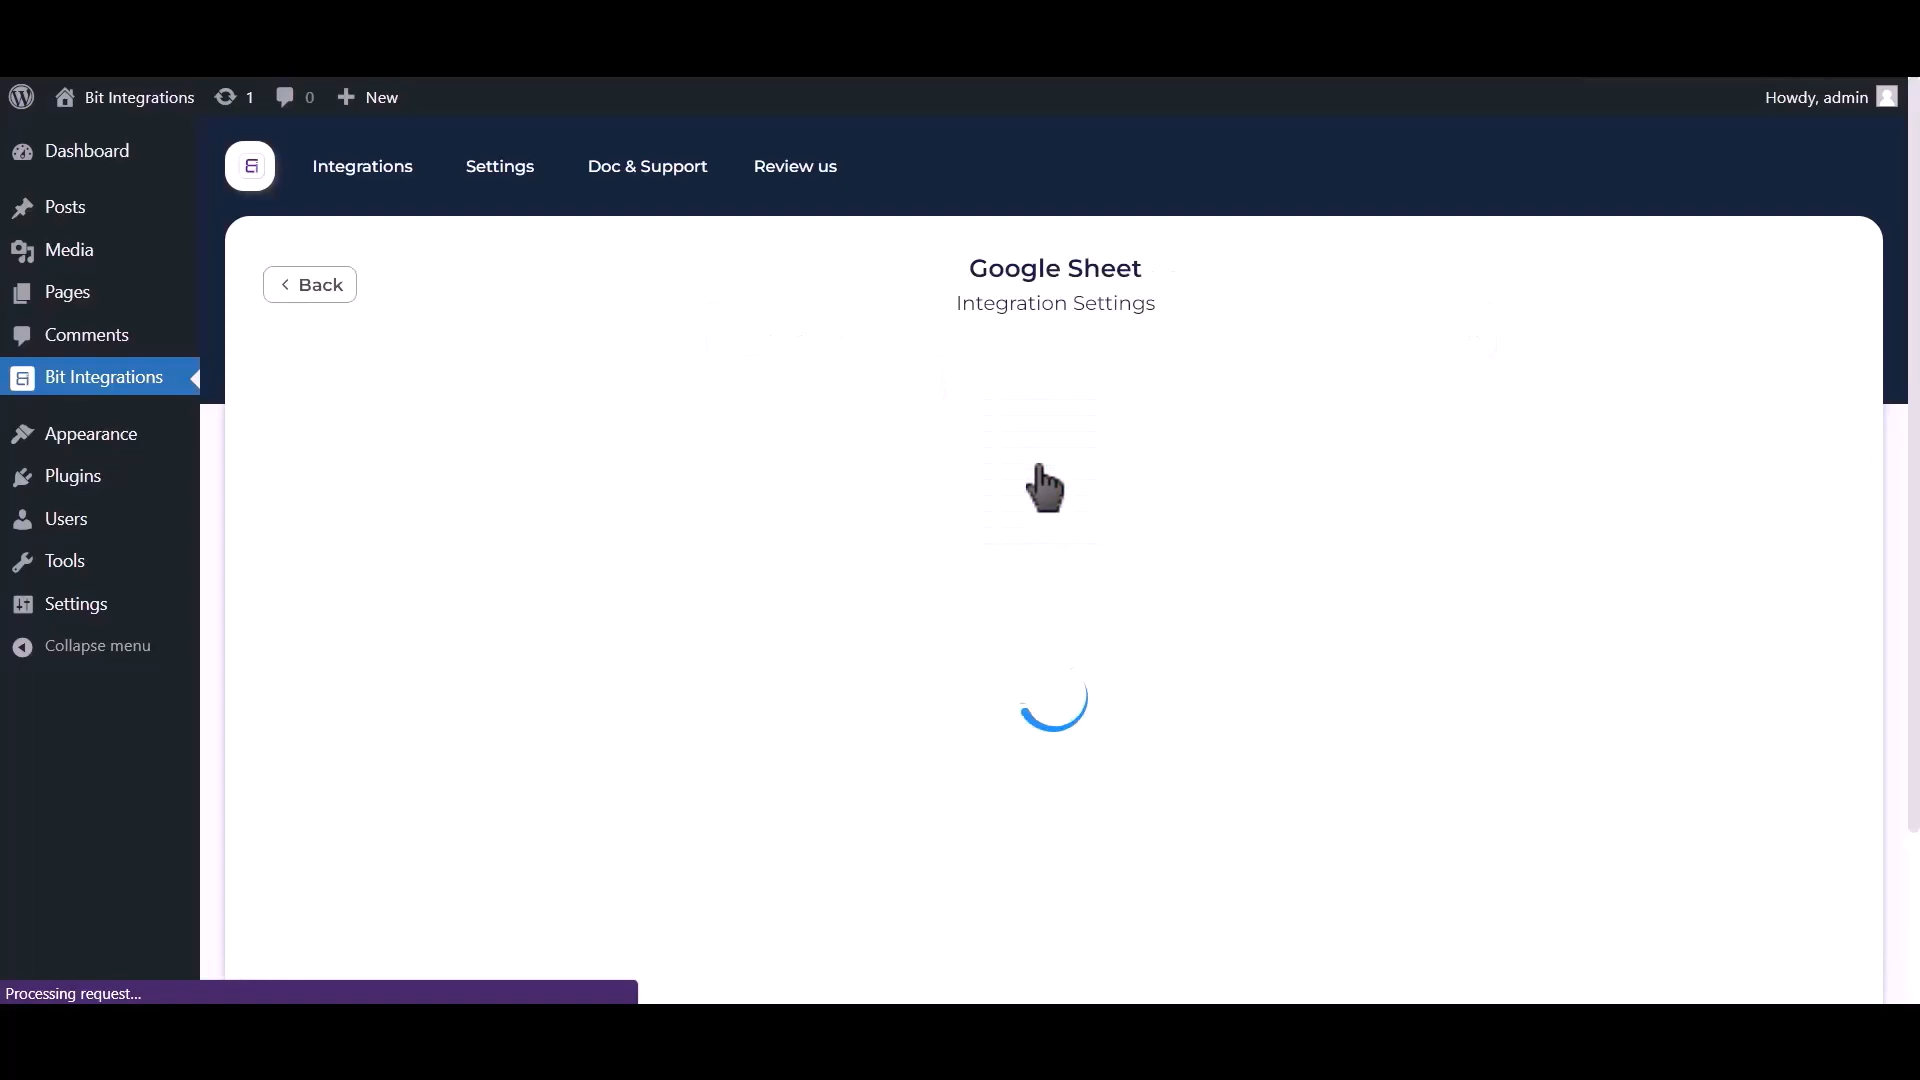 Bit Integrations
1
0
New
Howdy, admin
Dashboard
Posts
Media
Pages
Comments
Bit Integrations
Appearance
Plugins
Users
Tools
Settings
Collapse menu
Integrations
Settings
Doc & Support
Review us
Back
Google Sheet
Integration Settings
Processing request...